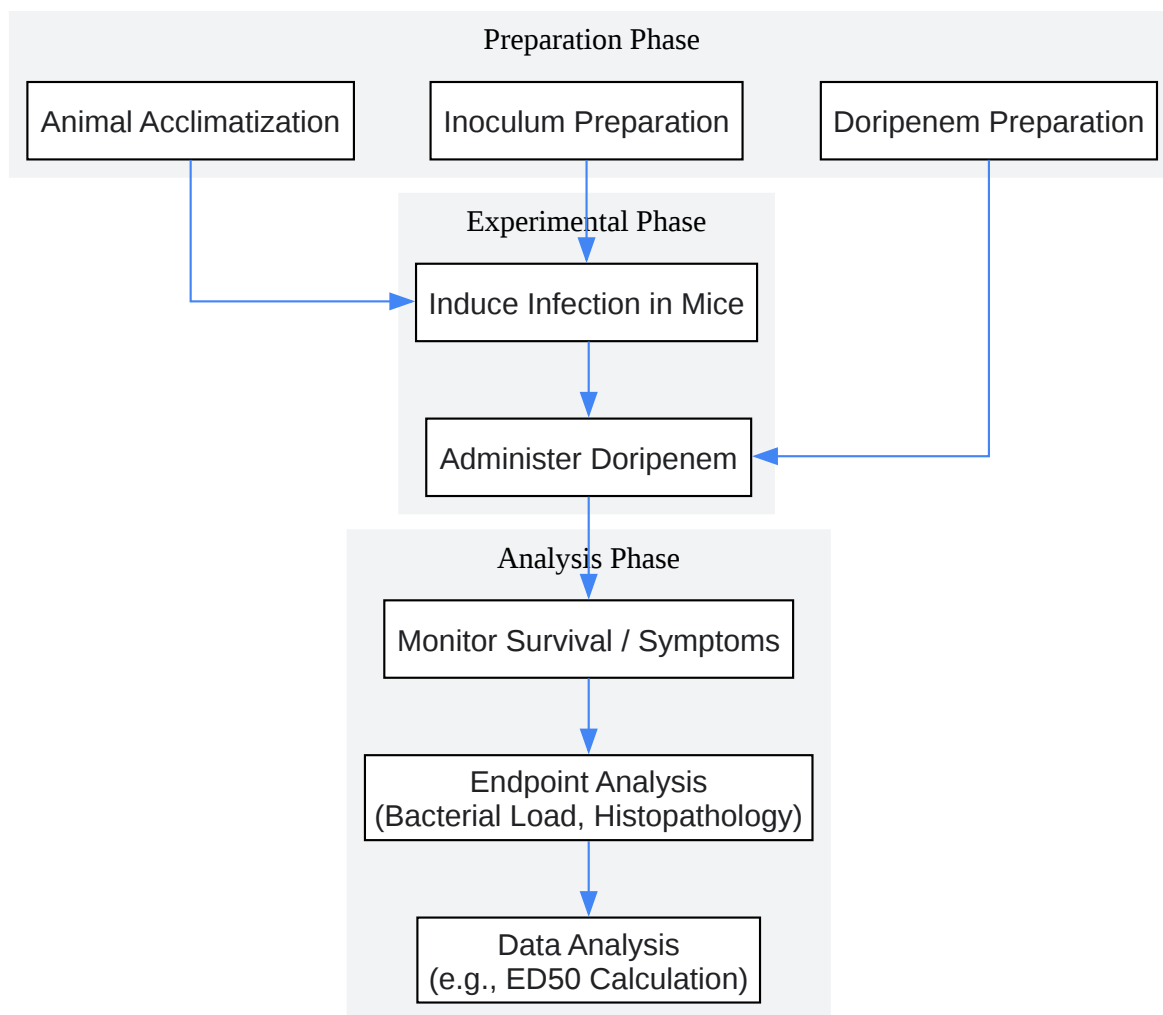 Preparation Phase
Animal Acclimatization
Inoculum Preparation
Doripenem Preparation
Experimental Phase
Induce Infection in Mice
Administer Doripenem
Analysis Phase
Monitor Survival / Symptoms
Endpoint Analysis
(Bacterial Load, Histopathology)
Data Analysis
(e.g., ED50 Calculation)